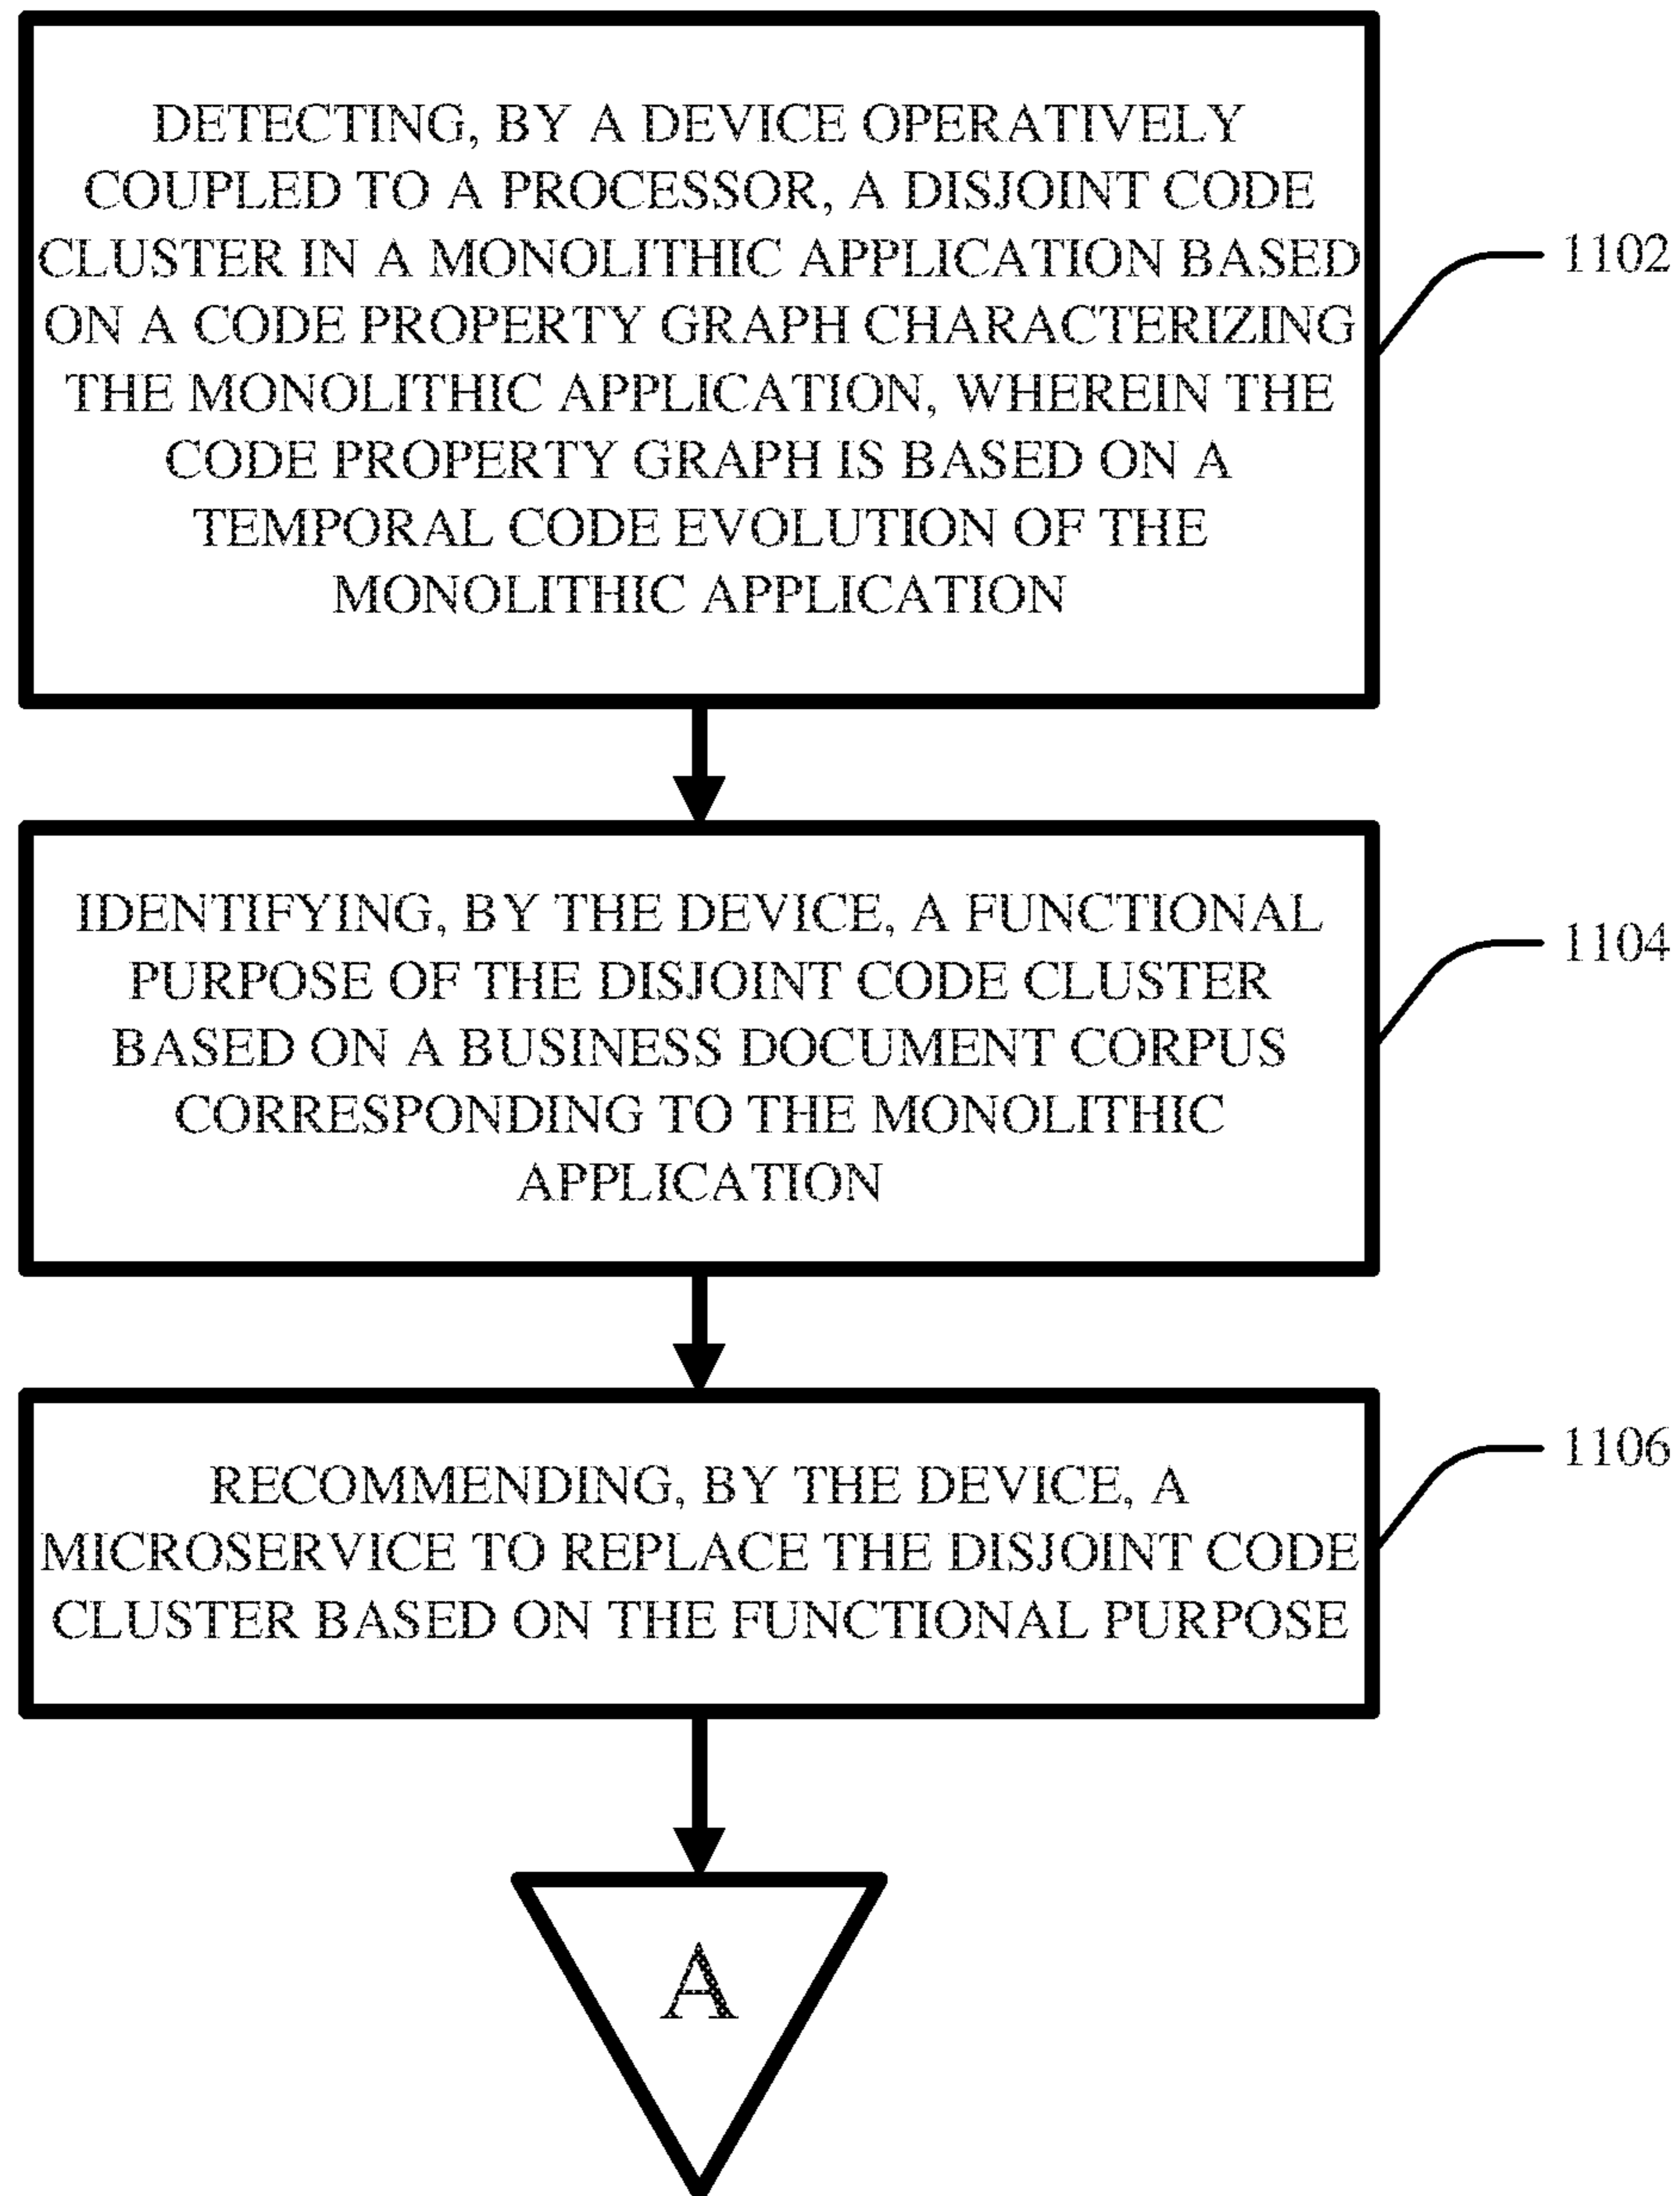 DETECTING, BY A DEVICE OPERATIVELY
COUPLED TO A PROCESSOR, A DISJOINT CODE
CLUSTER IN A MONOLITHIC APPLICATION BASED
ON A CODE PROPERTY GRAPH CHARACTERIZING
THE MONOLITHIC APPLICATION, WHEREIN THE
CODE PROPERTY GRAPH IS BASED ON A
TEMPORAL CODE EVOLUTION OF THE
MONOLITHIC APPLICATION
1102
IDENTIFYING, BY THE DEVICE, A FUNCTIONAL
PURPOSE OF THE DISJOINT CODE CLUSTER
BASED ON A BUSINESS DOCUMENT CORPUS
CORRESPONDING TO THE MONOLITHIC
APPLICATION
1104
RECOMMENDING, BY THE DEVICE, A
MICROSERVICE TO REPLACE THE DISJOINT CODE
CLUSTER BASED ON THE FUNCTIONAL PURPOSE
1106
A